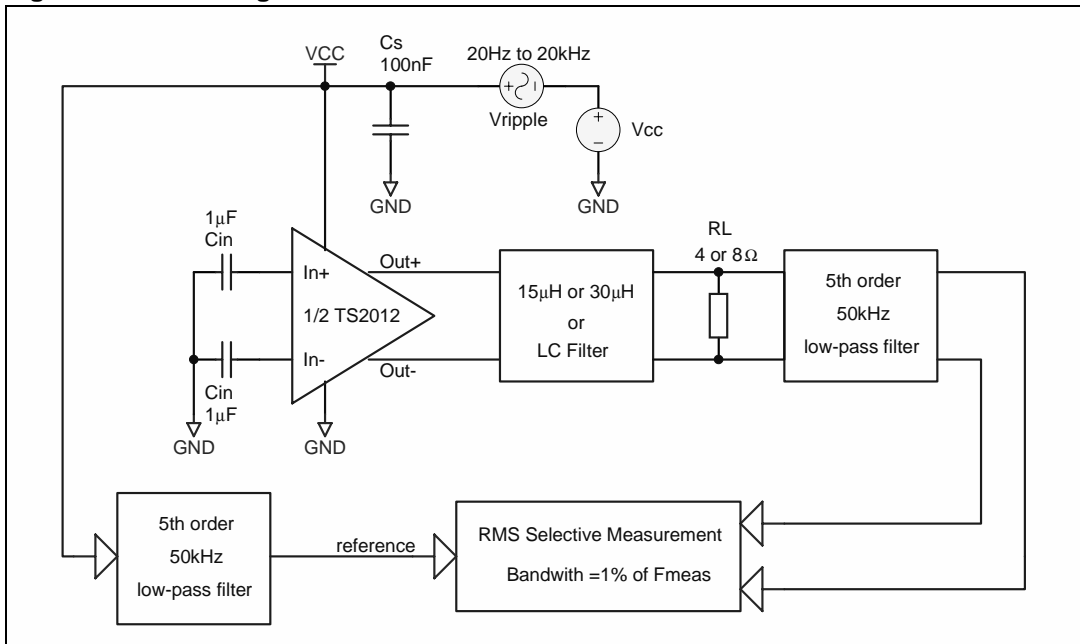 VCC
Cs
100nF
20Hz to 20kHz
+
-
Vripple
+
-
Vcc
GND
GND
1μF
Cin
In+
Out+
1/2 TS2012
In-
Out-
Cin
1μF
GND
GND
15μH or 30μH
or
LC Filter
RL
4 or 8Ω
5th order
50kHz
low-pass filter
5th order
50kHz
low-pass filter
reference
RMS Selective Measurement
Bandwith =1% of Fmeas